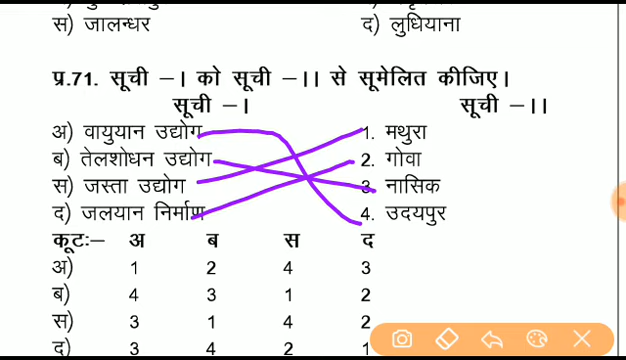 स) जालन्धर द) लुधियाना
प्र.71. सूची –I को सूची –II से सूमेलित कीजिए।
सूची –I सूची –II
अ) वायुयान उद्योग 1. मथुरा
ब) तेलशोधन उद्योग 2. गोवा
स) जस्ता उद्योग 3. नासिक
द) जलयान निर्माण 4. उदयपुर
कूटः– अ ब स द
अ) 1 2 4 3
ब) 4 3 1 2
स) 3 1 4 2
द) 3 4 2 1